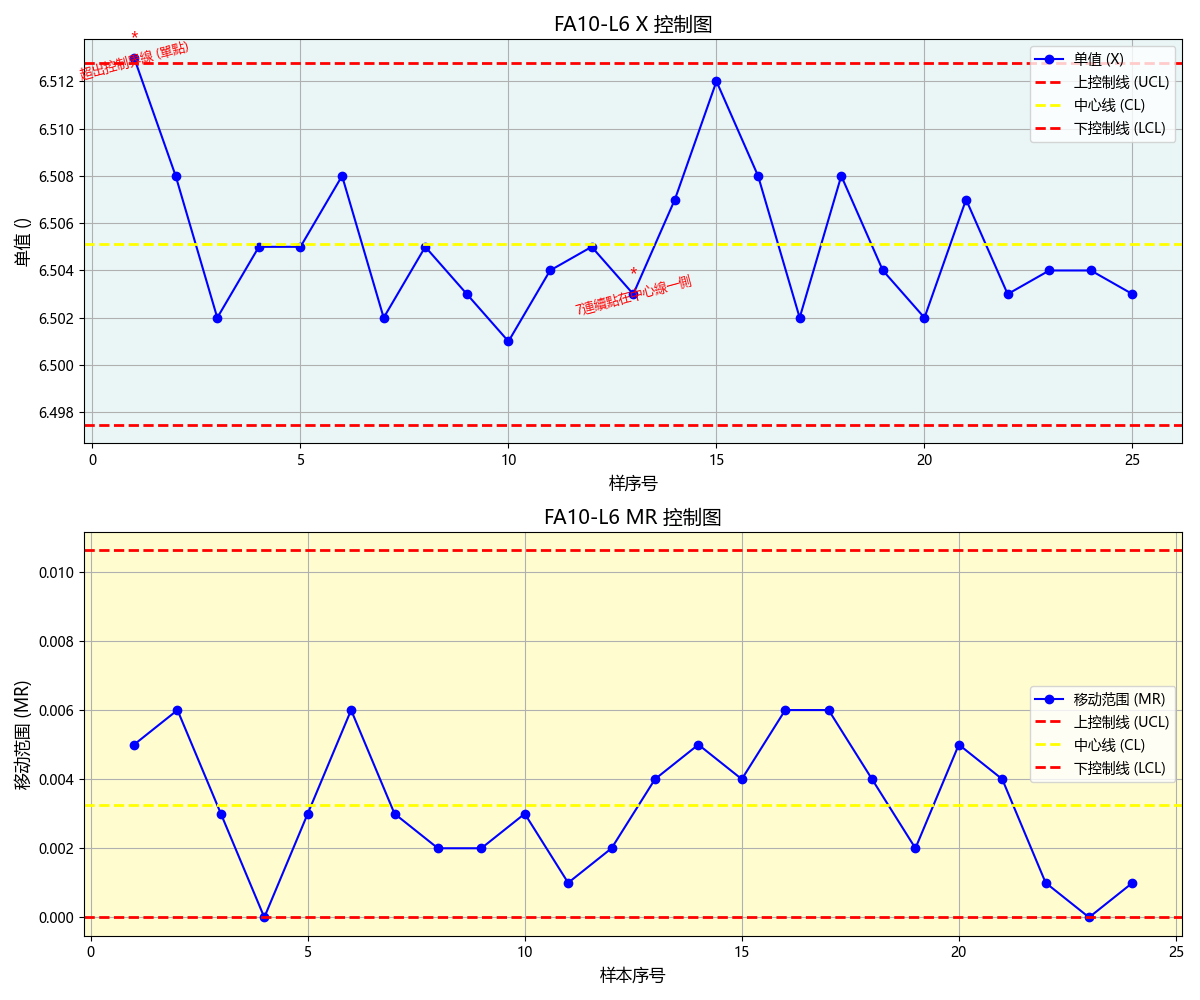 FA10-L6 X 控制图
*
超出控制界線 (單點)
单值 (X)
上控制线 (UCL)
中心线 (CL)
下控制线 (LCL)
6.512
6.510
6.508
6.506
6.504
6.502
6.500
6.498
单值 ()
*
7連續點在中心線一側
0
5
10
15
20
25
样序号
FA10-L6 MR 控制图
0.010
0.008
0.006
0.004
0.002
0.000
移动范围 (MR)
移动范围 (MR)
上控制线 (UCL)
中心线 (CL)
下控制线 (LCL)
0
5
10
15
20
25
样本序号